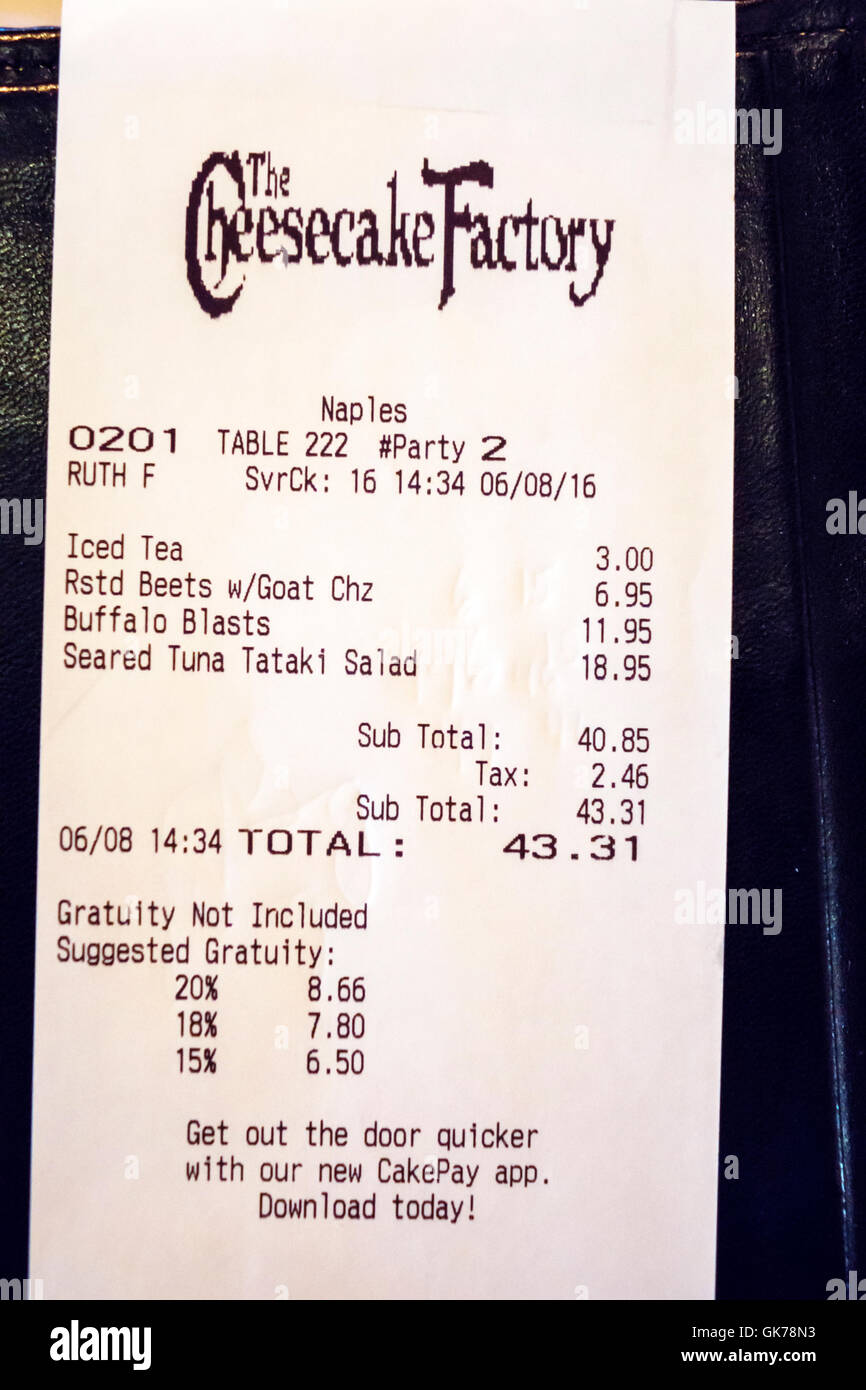 The
Cheesecake Factory
Naples
0201 TABLE 222 #Party 2
RUTH F SvrCk: 16 14:34 06/08/16
Iced Tea 3.00
Rstd Beets w/Goat Chz 6.95
Buffalo Blasts 11.95
Seared Tuna Tataki Salad 18.95
Sub Total: 40.85
Tax: 2.46
Sub Total: 43.31
06/08 14:34 TOTAL: 43.31
Gratuity Not Included
Suggested Gratuity:
20% 8.66
18% 7.80
15% 6.50
Get out the door quicker
with our new CakePay app.
Download today!
alamy
alamy stock photo
GK78N3
www.alamy.com